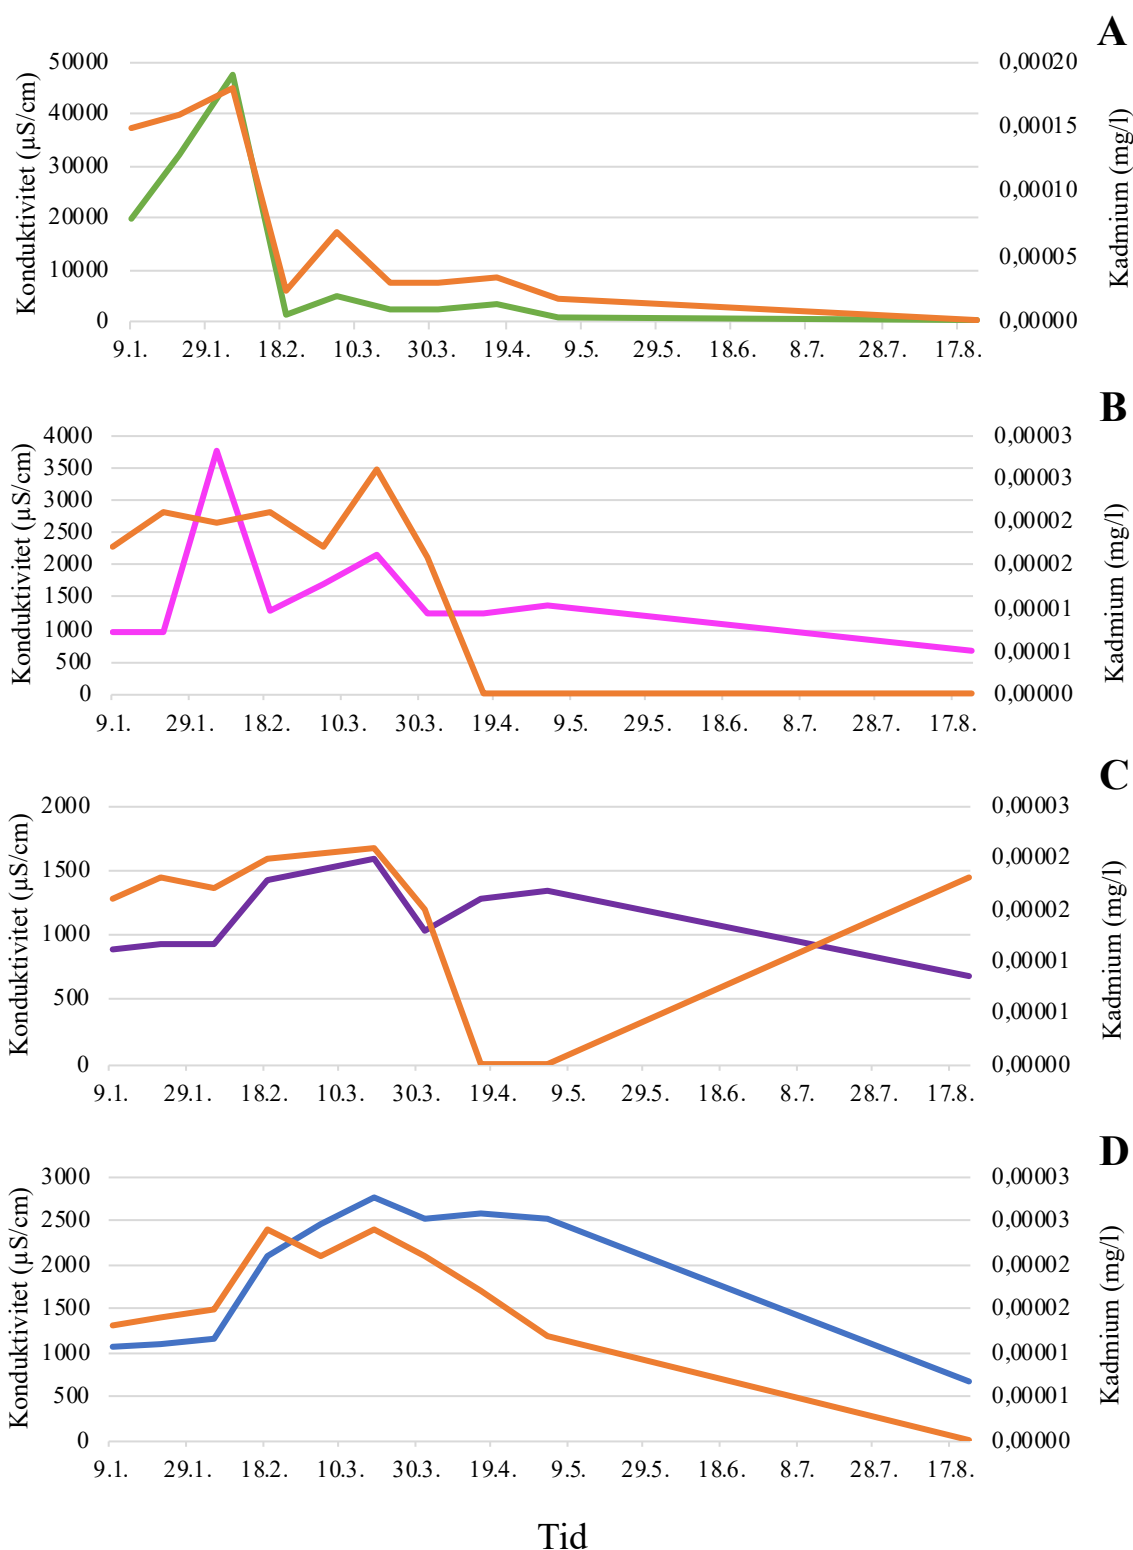 A
50000 0,00020
40000 0,00015
30000 0,00010
20000 0,00005
10000 0,00000
0
Konduktivitet (µS/cm)
Kadmium (mg/l)
9.1. 29.1. 18.2. 10.3. 30.3. 19.4. 9.5. 29.5. 18.6. 8.7. 28.7. 17.8.
B
4000 0,00003
3500 0,00003
3000 0,00002
2500 0,00002
2000 0,00001
1500 0,00001
1000 0,00000
500
0
Konduktivitet (µS/cm)
Kadmium (mg/l)
9.1. 29.1. 18.2. 10.3. 30.3. 19.4. 9.5. 29.5. 18.6. 8.7. 28.7. 17.8.
C
2000 0,00003
1500 0,00002
1000 0,00002
500 0,00001
0 0,00001
0,00000
Konduktivitet (µS/cm)
Kadmium (mg/l)
9.1. 29.1. 18.2. 10.3. 30.3. 19.4. 9.5. 29.5. 18.6. 8.7. 28.7. 17.8.
D
3000 0,00003
2500 0,00003
2000 0,00002
1500 0,00002
1000 0,00001
500 0,00001
0 0,00000
Konduktivitet (µS/cm)
Kadmium (mg/l)
9.1. 29.1. 18.2. 10.3. 30.3. 19.4. 9.5. 29.5. 18.6. 8.7. 28.7. 17.8.
Tid